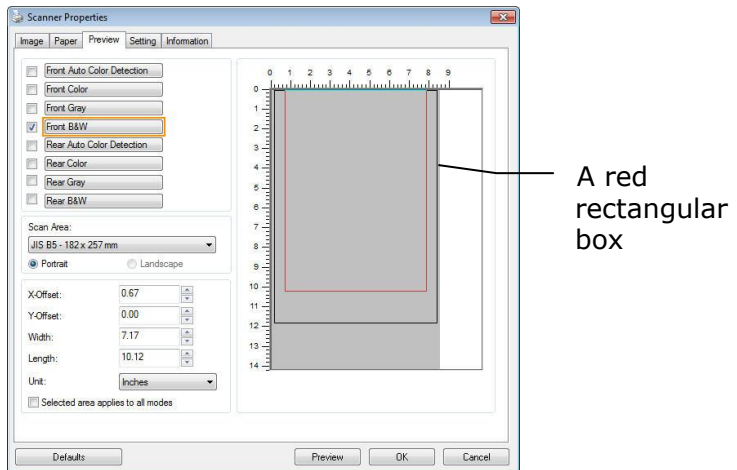 Scanner Properties
Image Paper Preview Setting Information
Front Auto Color Detection
Front Color
Front Gray
Front B&W
Rear Auto Color Detection
Rear Color
Rear Gray
Rear B&W
Scan Area:
JIS B5 - 182 x 257 mm
Portrait Landscape
X-Offset: 0.67
Y-Offset: 0.00
Width: 7.17
Length: 10.12
Unit: Inches
Selected area applies to all modes
0 1 2 3 4 5 6 7 8 9
0
1
2
3
4
5
6
7
8
9
10
11
12
13
14
A red
rectangular
box
Defaults Preview OK Cancel